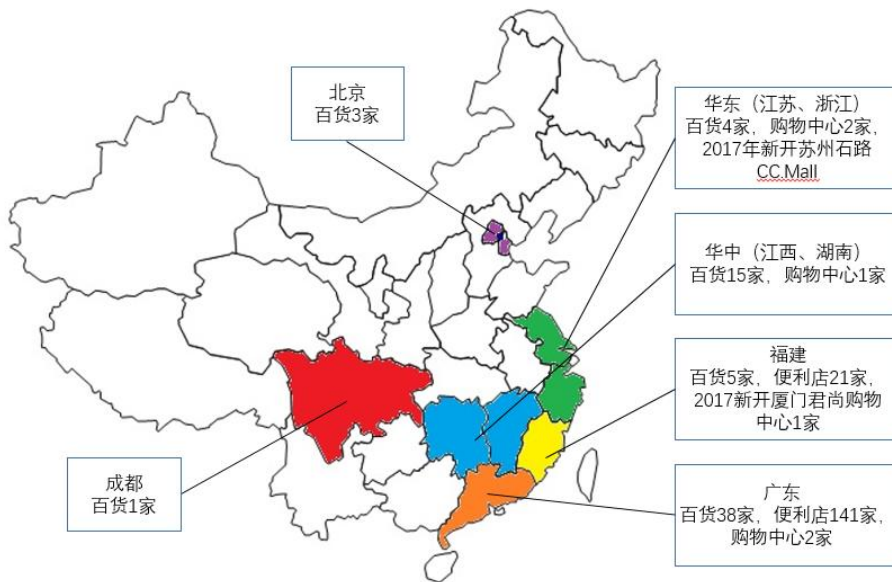 北京
百货3家
华东（江苏、浙江）
百货4家，购物中心2家，
2017年新开苏州石路
CC.Mall
华中（江西、湖南）
百货15家，购物中心1家
福建
百货5家，便利店21家，
2017新开厦门君尚购物
中心1家
成都
百货1家
广东
百货38家，便利店141家，
购物中心2家